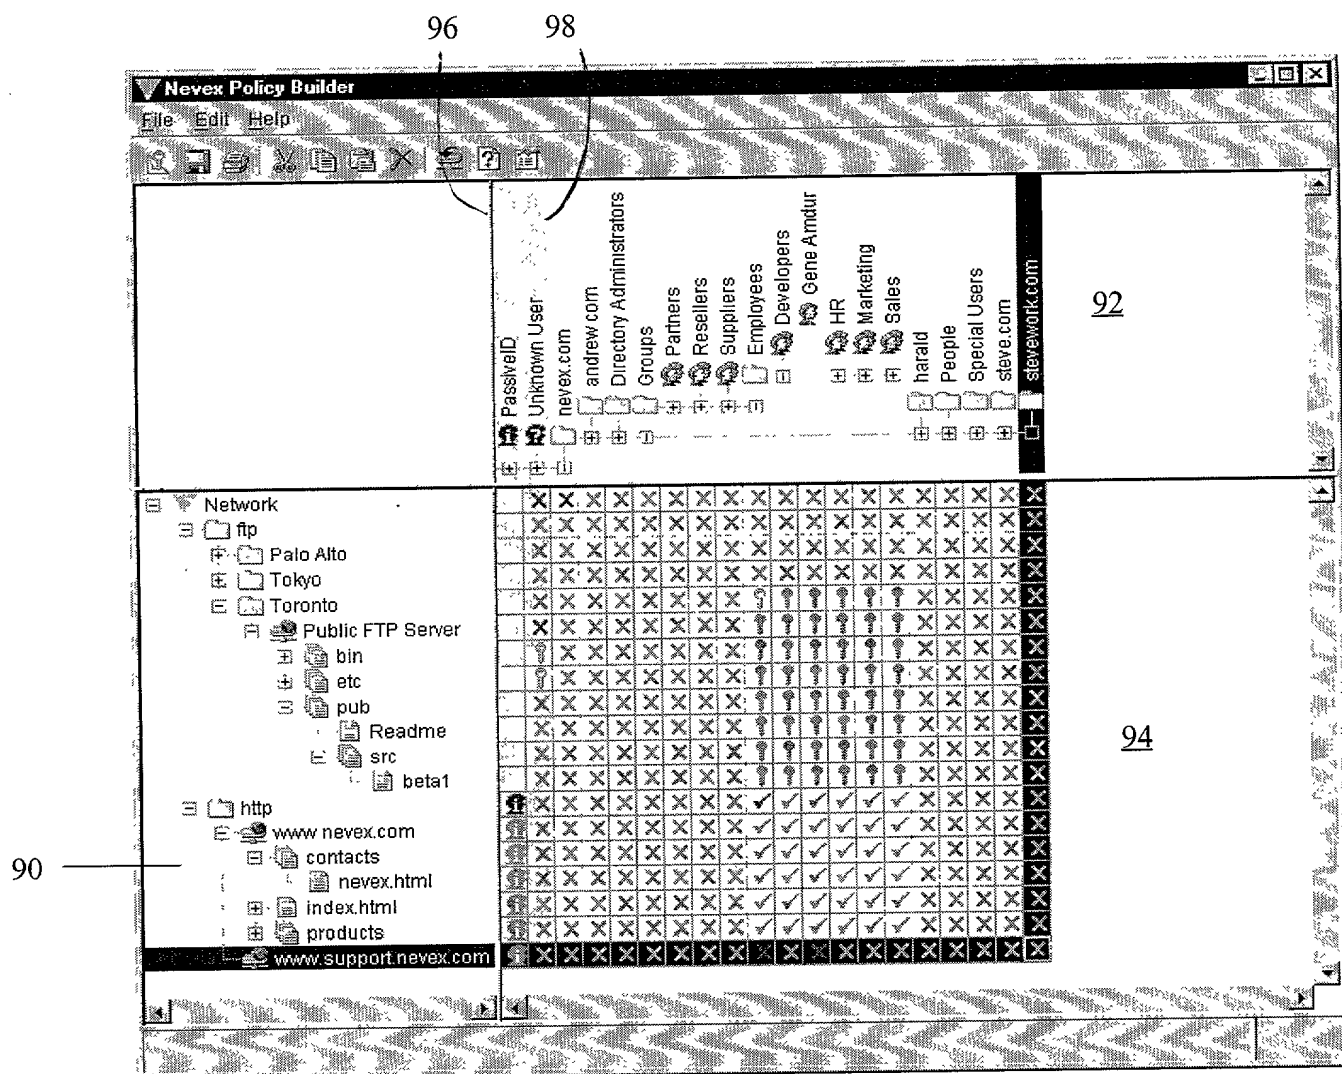 96
98
Nevex Policy Builder
File Edit Help
PassiveID
Unknown User
nevex.com
andrew com
Directory Administrators
Groups
Partners
Resellers
Suppliers
Employees
Developers
Gene Amdur
HR
Marketing
Sales
harald
People
Special Users
steve.com
stevework.com
92
Network
ftp
Palo Alto
Tokyo
Toronto
Public FTP Server
bin
etc
pub
Readme
src
beta1
http
www nevex.com
contacts
nevex.html
index.html
products
www.support.nevex.com
94
90